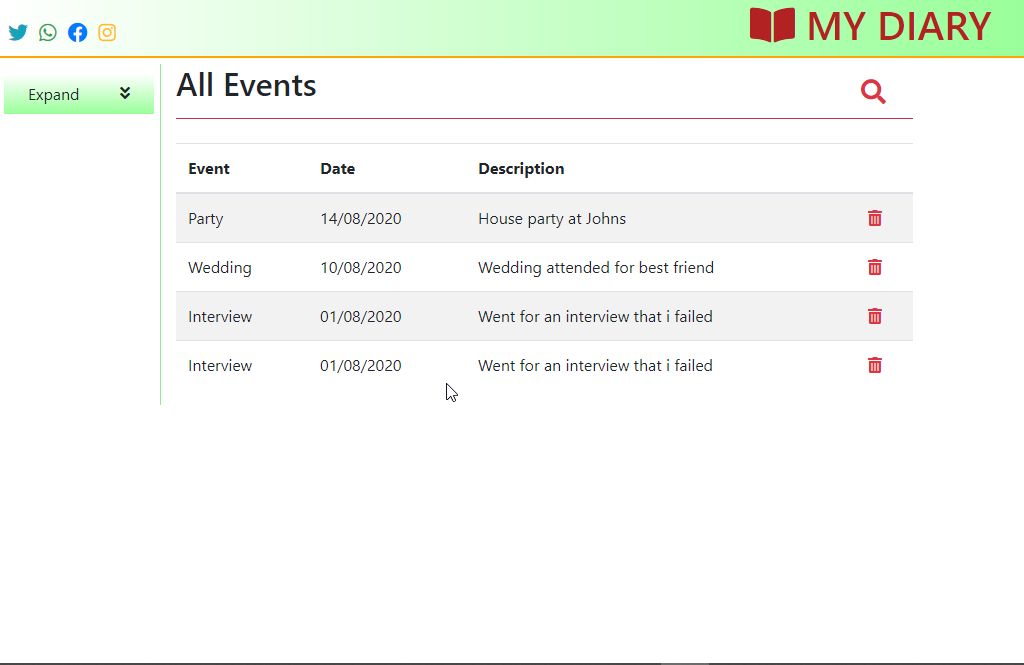 MY DIARY
Expand
All Events
Event Date Description
Party 14/08/2020 House party at Johns
Wedding 10/08/2020 Wedding attended for best friend
Interview 01/08/2020 Went for an interview that i failed
Interview 01/08/2020 Went for an interview that i failed